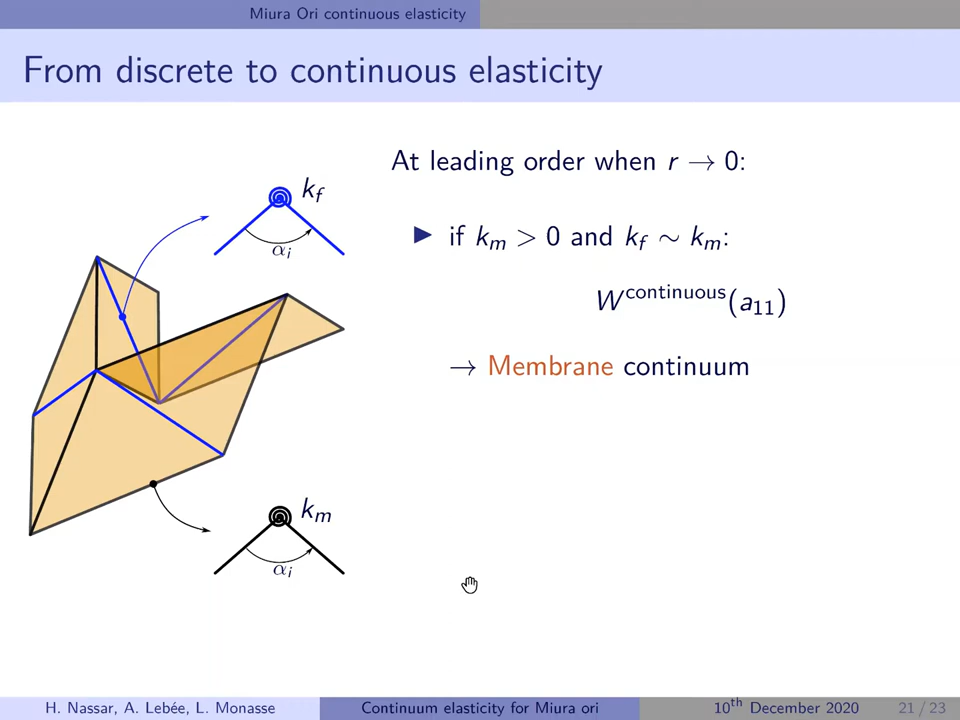 Miura Ori continuous elasticity
From discrete to continuous elasticity
At leading order when r → 0:
k_f
α_i
▶ if k_m > 0 and k_f ∼ k_m:
W^continuous(a_11)
→ Membrane continuum
k_m
α_i
H. Nassar, A. Lebée, L. Monasse
Continuum elasticity for Miura ori
10th December 2020
21 / 23